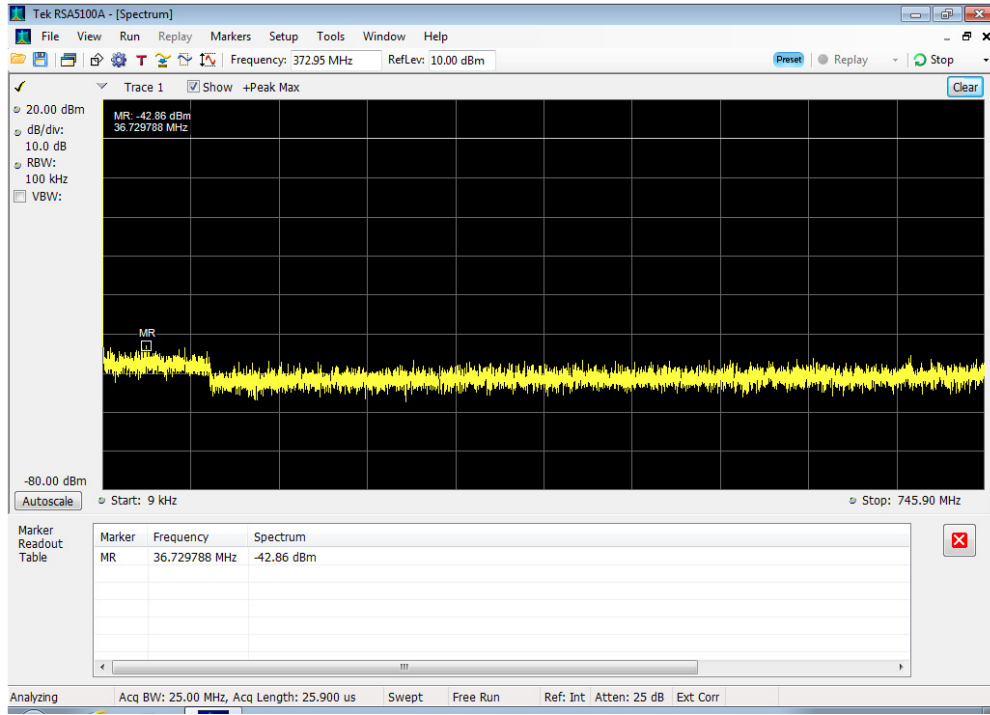 Tek RSA5100A - [Spectrum]
File View Run Replay Markers Setup Tools Window Help
T Frequency: 372.95 MHz RefLev: 10.00 dBm Preset Replay Stop
Trace 1 Show +Peak Max Clear
20.00 dBm
dB/div:
10.0 dB
RBW:
100 kHz
VBW:
MR: -42.86 dBm
36.729788 MHz
MR
-80.00 dBm
Autoscale Start: 9 kHz Stop: 745.90 MHz
Marker
Readout
Table
Marker Frequency Spectrum
MR 36.729788 MHz -42.86 dBm
Analyzing Acq BW: 25.00 MHz, Acq Length: 25.900 us Swept Free Run Ref: Int Atten: 25 dB Ext Corr